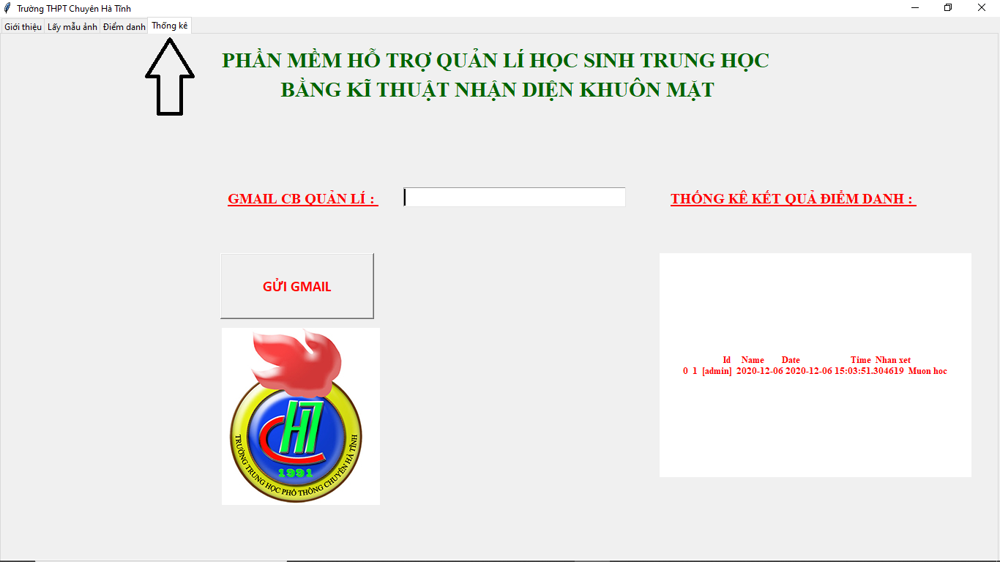 Trường THPT Chuyên Hà Tĩnh
Giới thiệu Lấy mẫu ảnh Điểm danh Thống kê
PHẦN MỀM HỖ TRỢ QUẢN LÍ HỌC SINH TRUNG HỌC
BẰNG KĨ THUẬT NHẬN DIỆN KHUÔN MẶT
GMAIL CB QUẢN LÍ :
THỐNG KÊ KẾT QUẢ ĐIỂM DANH :
GỬI GMAIL
Id Name Date Time Nhan xet
0 1 [admin] 2020-12-06 2020-12-06 15:03:51.304619 Muon hoc
CHT
1991
TRƯỜNG TRUNG HỌC PHỔ THÔNG CHUYÊN HÀ TĨNH